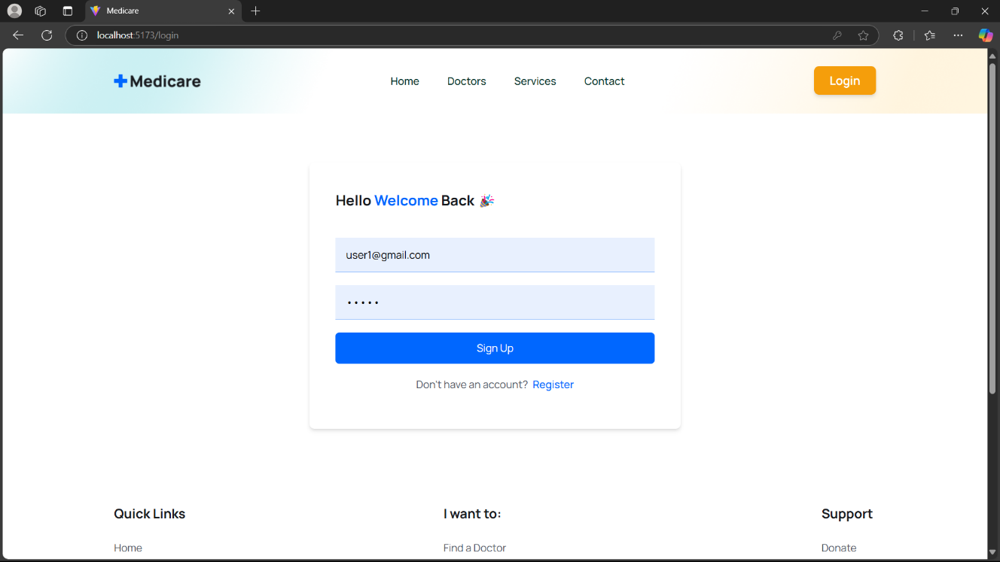 Medicare
localhost:5173/login
Medicare
Home Doctors Services Contact
Login
Hello Welcome Back
user1@gmail.com
•••••
Sign Up
Don't have an account? Register
Quick Links I want to: Support
Home Find a Doctor Donate